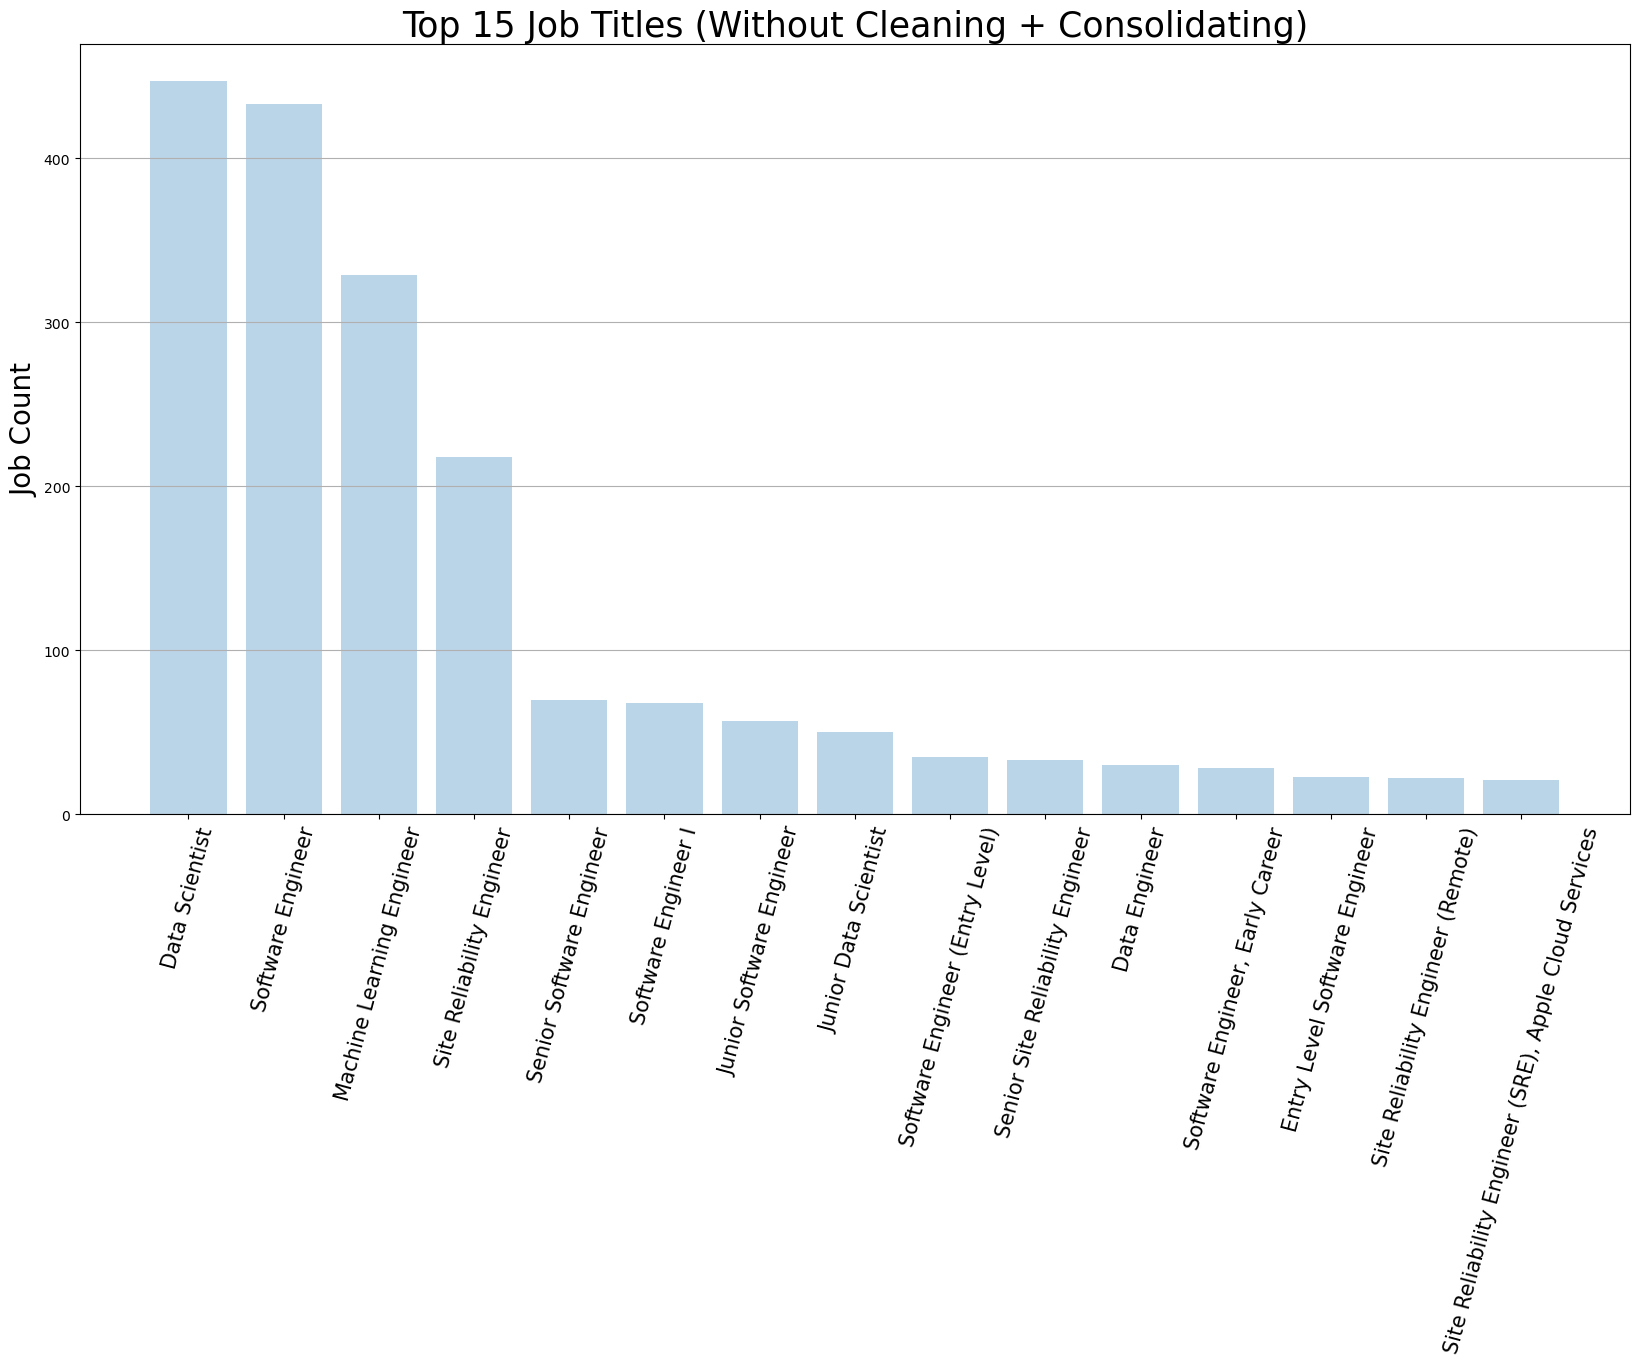 Top 15 Job Titles (Without Cleaning + Consolidating)
Job Count
400
300
200
100
0
Data Scientist
Software Engineer
Machine Learning Engineer
Site Reliability Engineer
Senior Software Engineer
Software Engineer I
Junior Software Engineer
Junior Data Scientist
Software Engineer (Entry Level)
Senior Site Reliability Engineer
Data Engineer
Software Engineer, Early Career
Entry Level Software Engineer
Site Reliability Engineer (Remote)
Site Reliability Engineer (SRE), Apple Cloud Services